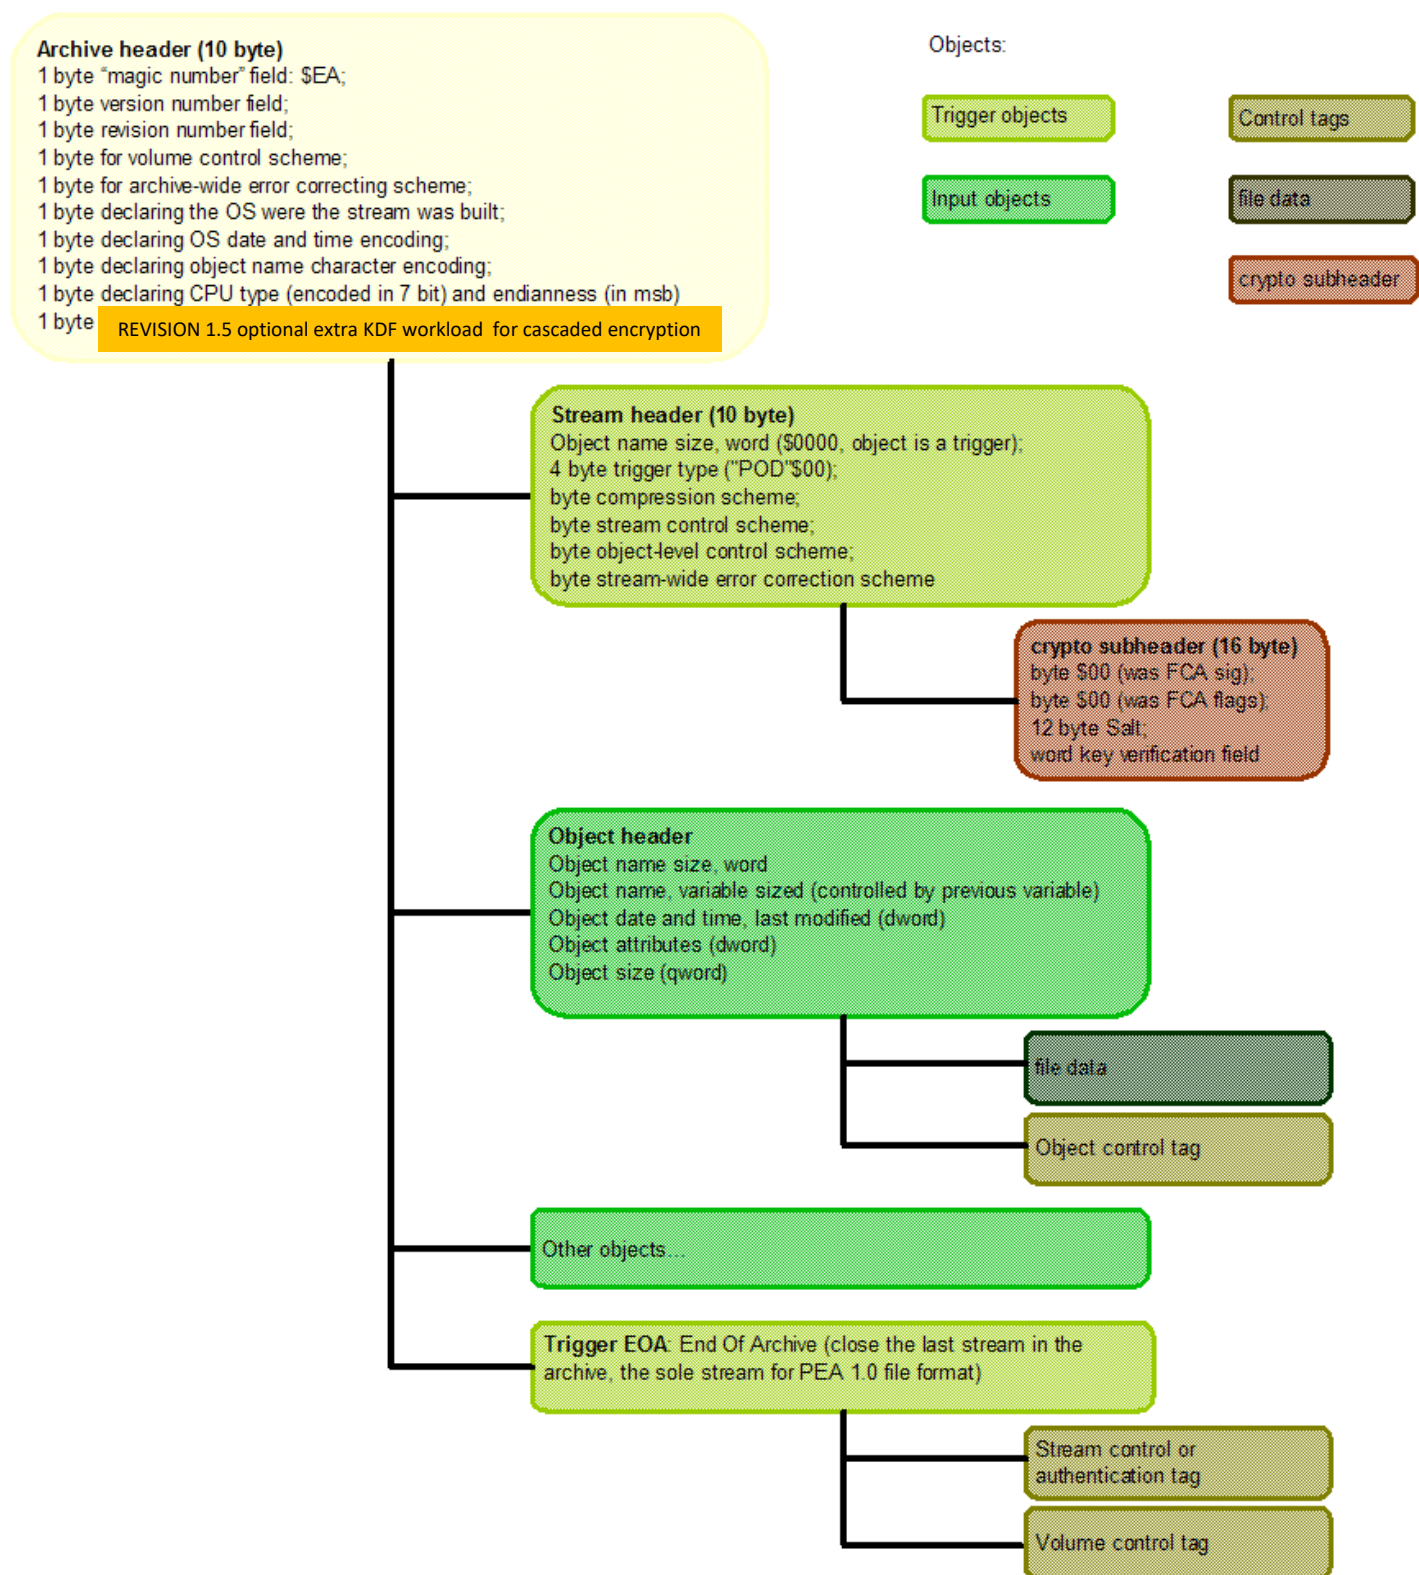 Archive header (10 byte)
1 byte “magic number” field: $EA;
1 byte version number field;
1 byte revision number field;
1 byte for volume control scheme;
1 byte for archive-wide error correcting scheme;
1 byte declaring the OS were the stream was built;
1 byte declaring OS date and time encoding;
1 byte declaring object name character encoding;
1 byte declaring CPU type (encoded in 7 bit) and endianness (in msb)
1 byte REVISION 1.5 optional extra KDF workload for cascaded encryption
Objects:
Trigger objects
Control tags
Input objects
file data
crypto subheader
Stream header (10 byte)
Object name size, word ($0000, object is a trigger);
4 byte trigger type ("POD"$00);
byte compression scheme;
byte stream control scheme;
byte object-level control scheme;
byte stream-wide error correction scheme
crypto subheader (16 byte)
byte $00 (was FCA sig);
byte $00 (was FCA flags);
12 byte Salt;
word key verification field
Object header
Object name size, word
Object name, variable sized (controlled by previous variable)
Object date and time, last modified (dword)
Object attributes (dword)
Object size (qword)
file data
Object control tag
Other objects...
Trigger EOA: End Of Archive (close the last stream in the
archive, the sole stream for PEA 1.0 file format)
Stream control or
authentication tag
Volume control tag